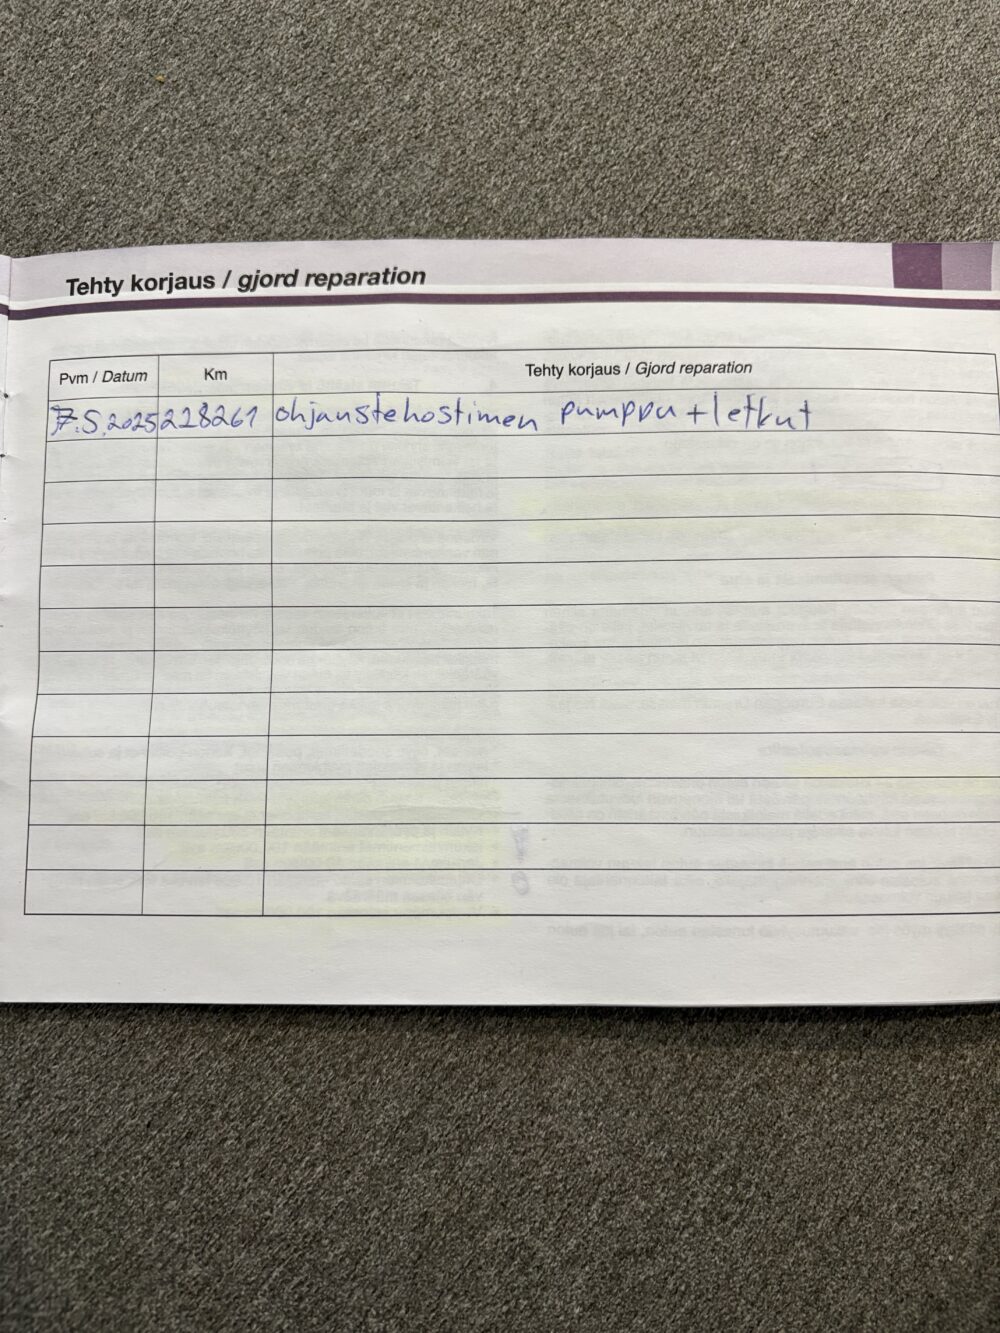 Tehty korjaus / gjord reparation
Pvm / Datum Km Tehty korjaus / Gjord reparation
7.5.2025 228261 ohjaustehostimen pumppu + letkut